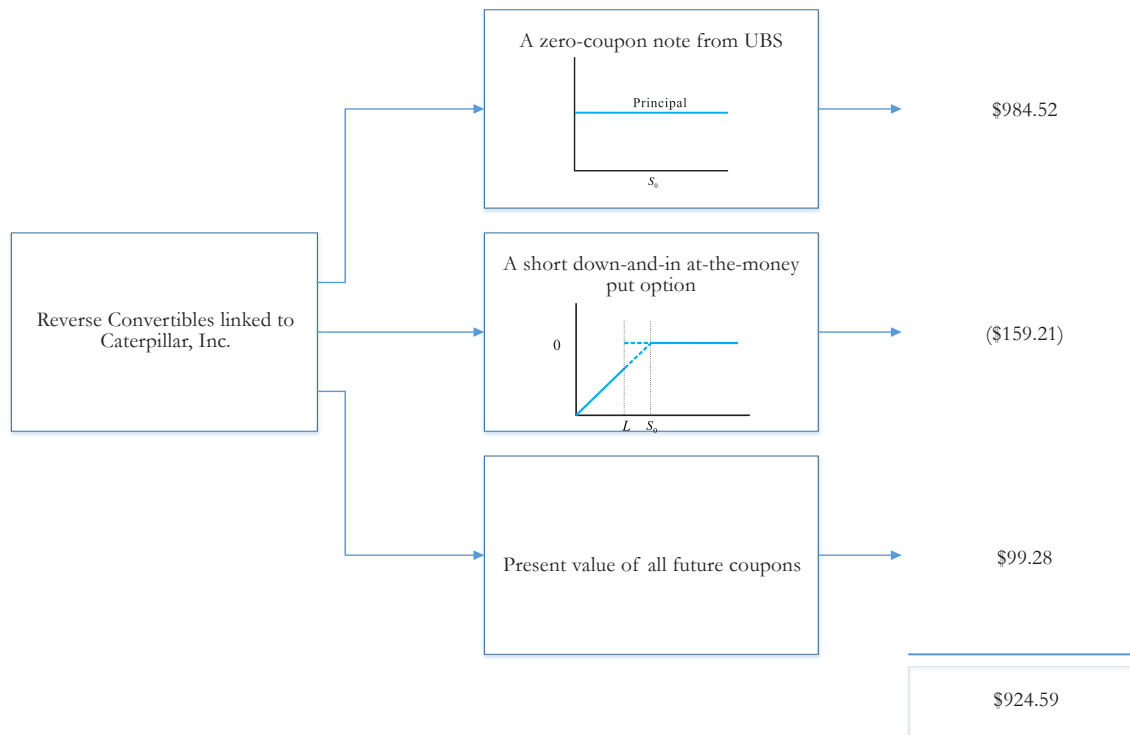 A zero-coupon note from UBS
Principal
S₀
$984.52
Reverse Convertibles linked to
Caterpillar, Inc.
A short down-and-in at-the-money
put option
0
L S₀
($159.21)
Present value of all future coupons
$99.28
$924.59